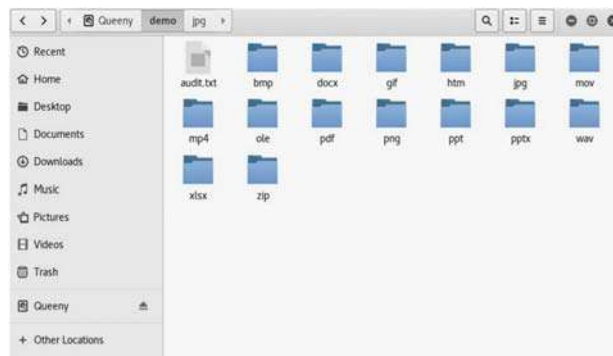 Queeny demo jpg
Recent
Home
Desktop
Documents
Downloads
Music
Pictures
Videos
Trash
Queeny
+ Other Locations
audit.txt bmp docx gif htm jpg mov
mp4 ole pdf png ppt pptx wav
xlsx zip